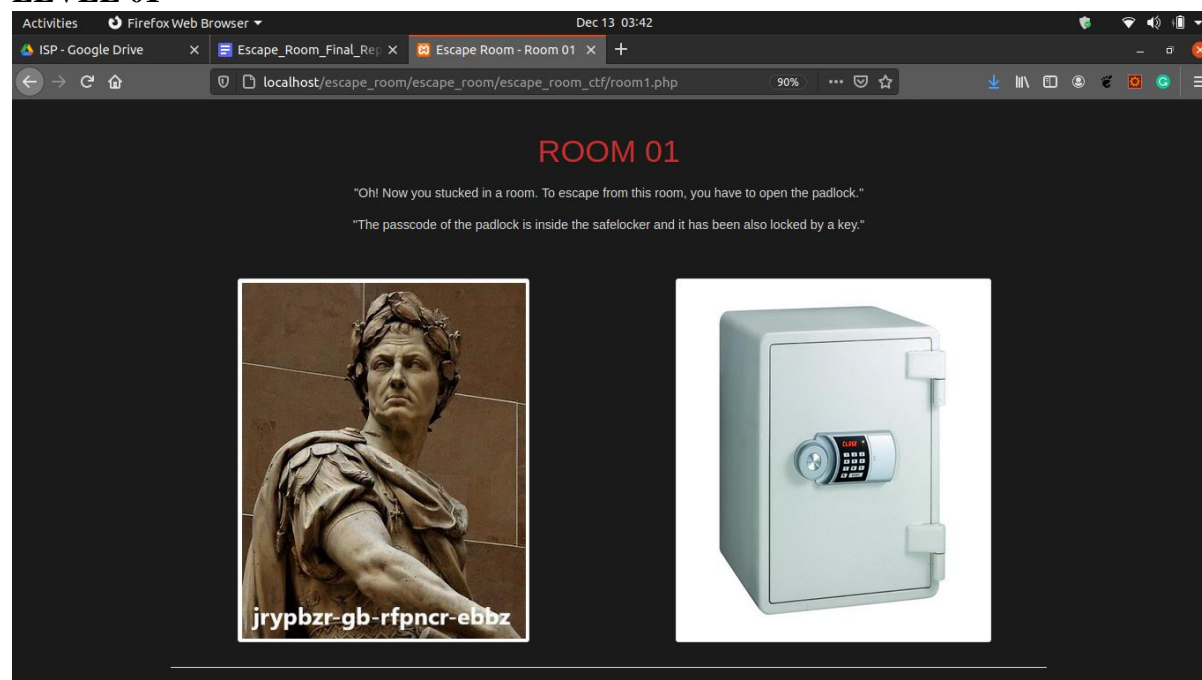 LEVEL 01
Activities Firefox Web Browser Dec 13 03:42
ISP - Google Drive Escape_Room_Final_Rep Escape Room - Room 01
localhost/escape_room/escape_room/escape_room_ctf/room1.php 90%
ROOM 01
"Oh! Now you stucked in a room. To escape from this room, you have to open the padlock."
"The passcode of the padlock is inside the safelocker and it has been also locked by a key."
CLOSE
jrypbzr-gb-rfpncr-ebbz